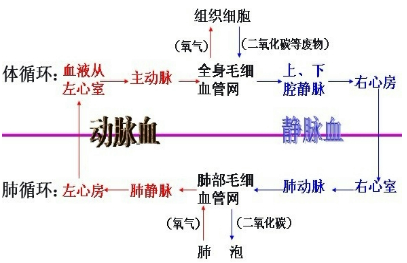 组织细胞
(氧气)
(二氧化碳等废物)
体循环：血液从左心室
主动脉
全身毛细血管网
上、下腔静脉
右心房
动脉血
静脉血
肺循环：左心房
肺静脉
肺部毛细血管网
肺动脉
右心室
(氧气)
(二氧化碳)
肺 泡